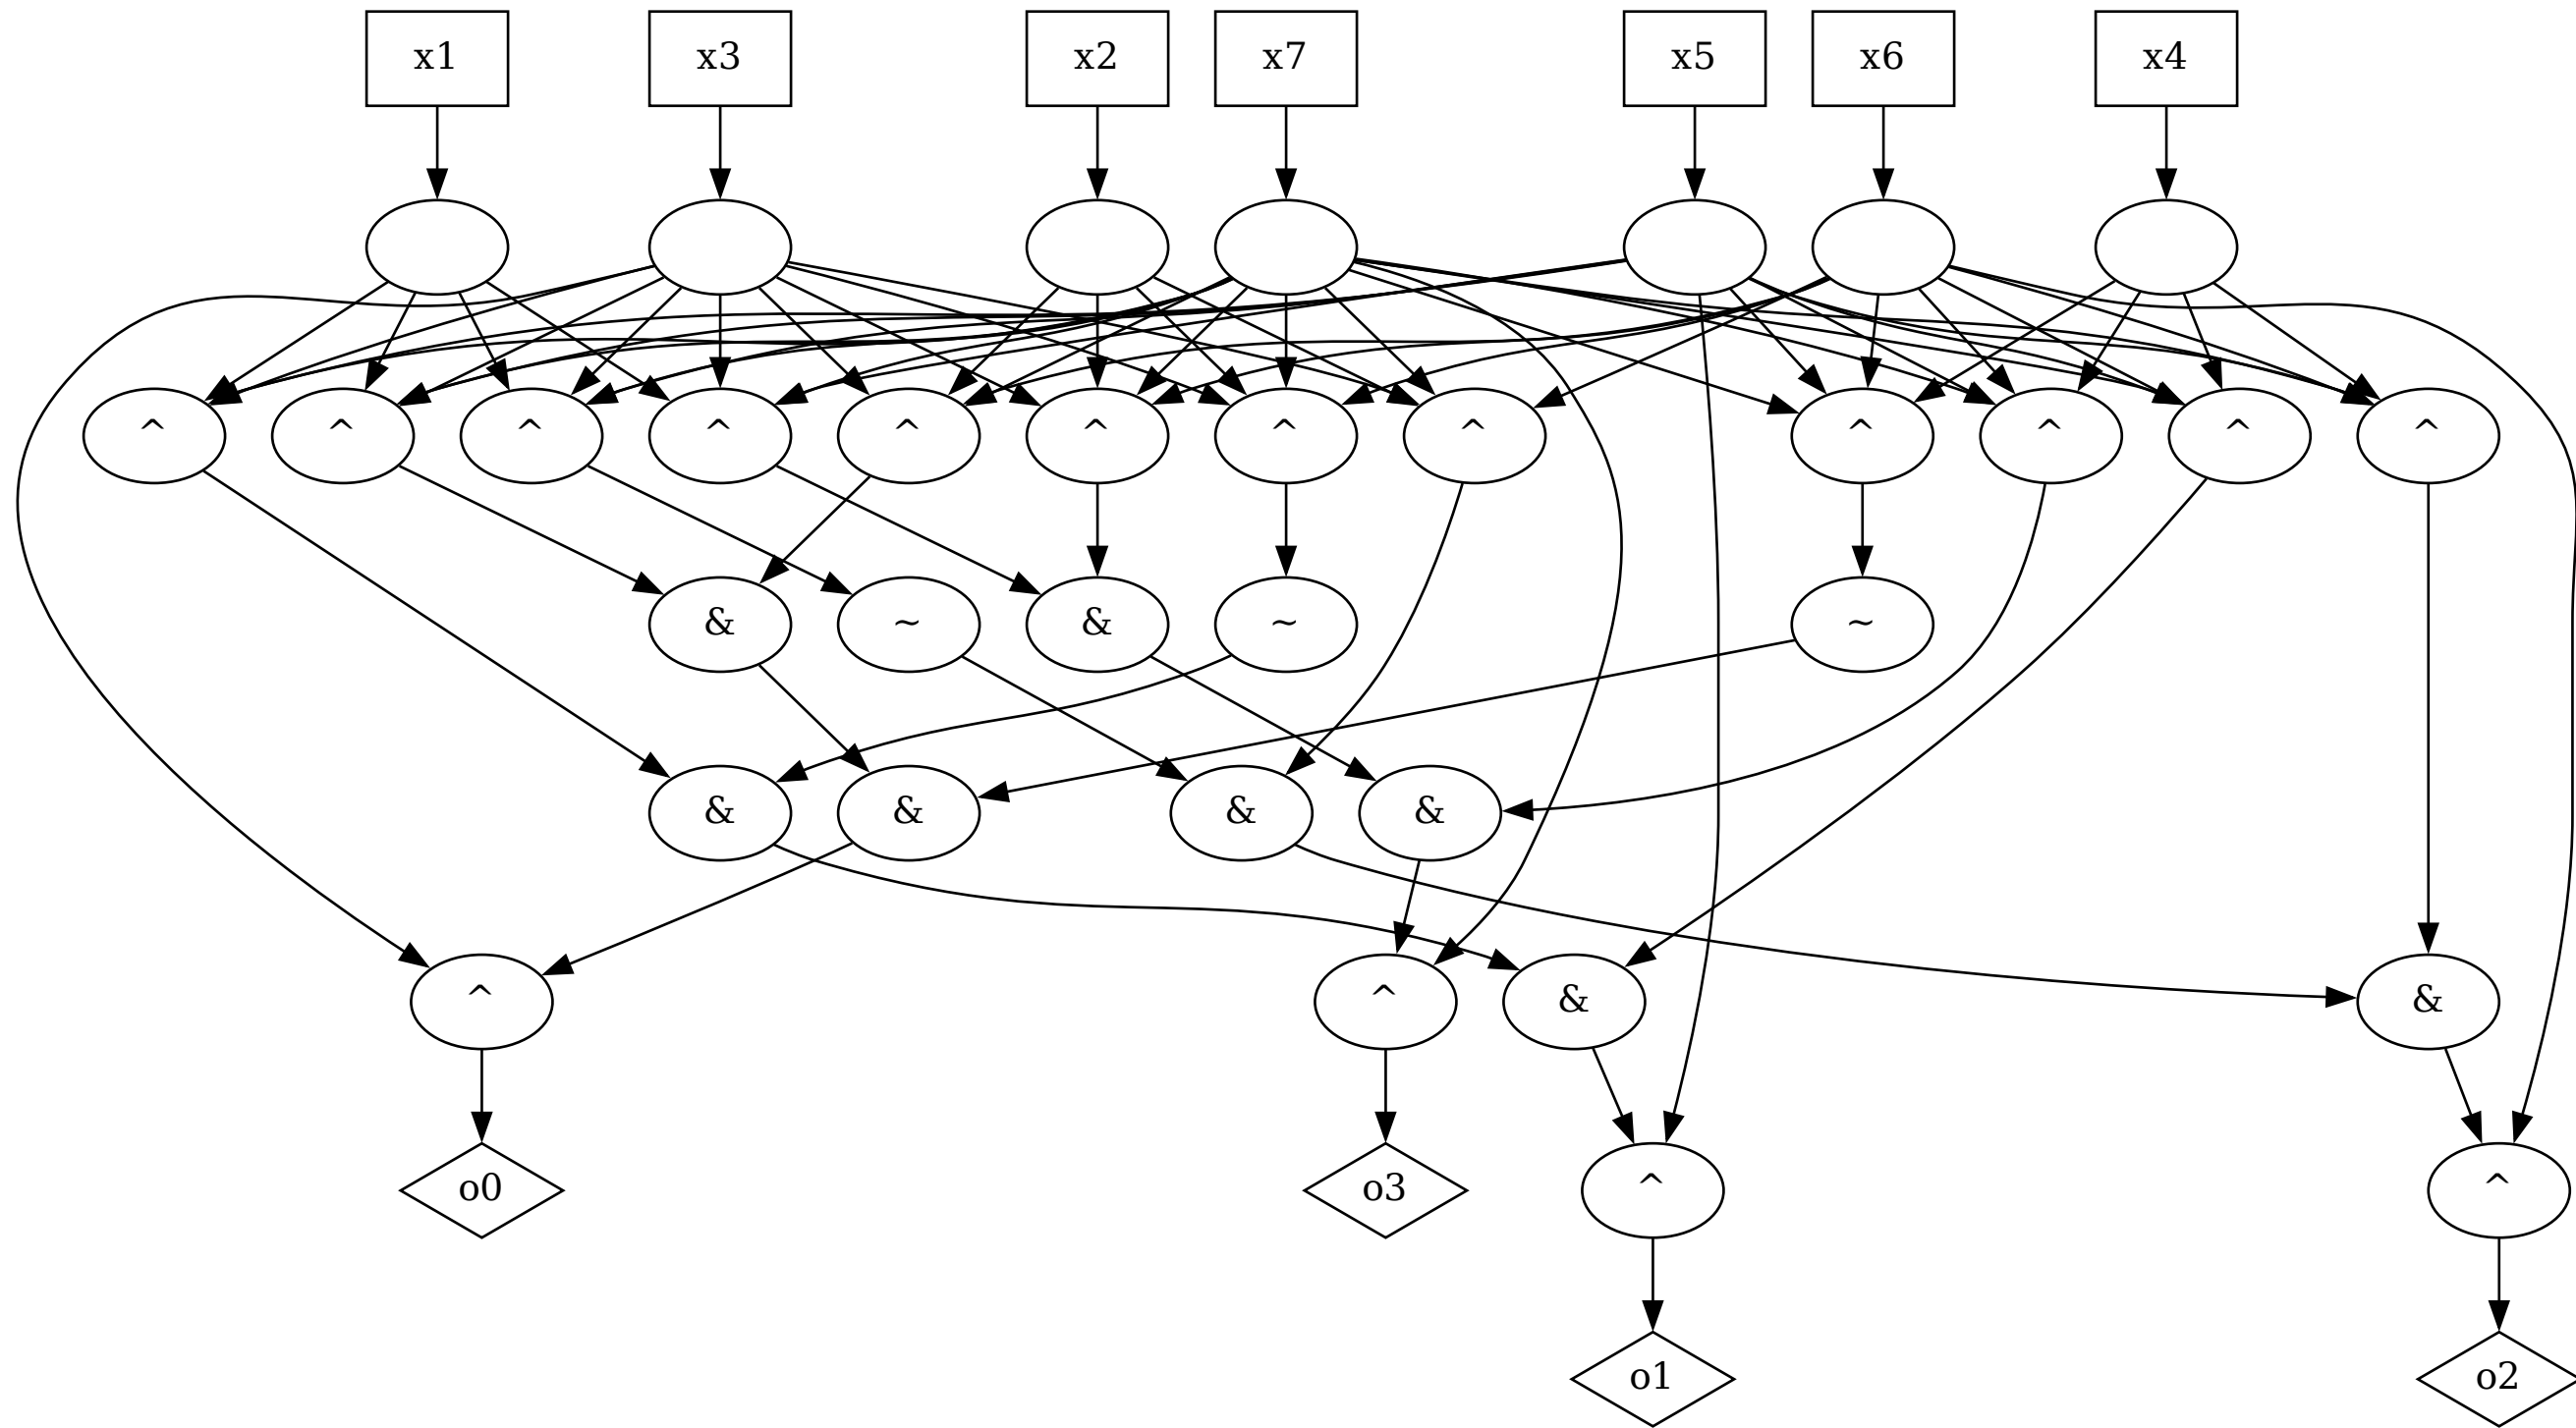 x1 x3 x2 x7 x5 x6 x4
^ ^ ^ ^ ^ ^ ^ ^ ^ ^ ^ ^
& ~ & ~ ~
& & & &
^ ^ & &
o0 o3 ^ ^
o1 o2